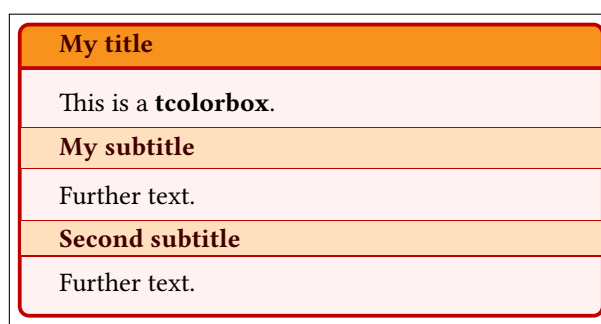 My title
This is a tcolorbox.
My subtitle
Further text.
Second subtitle
Further text.